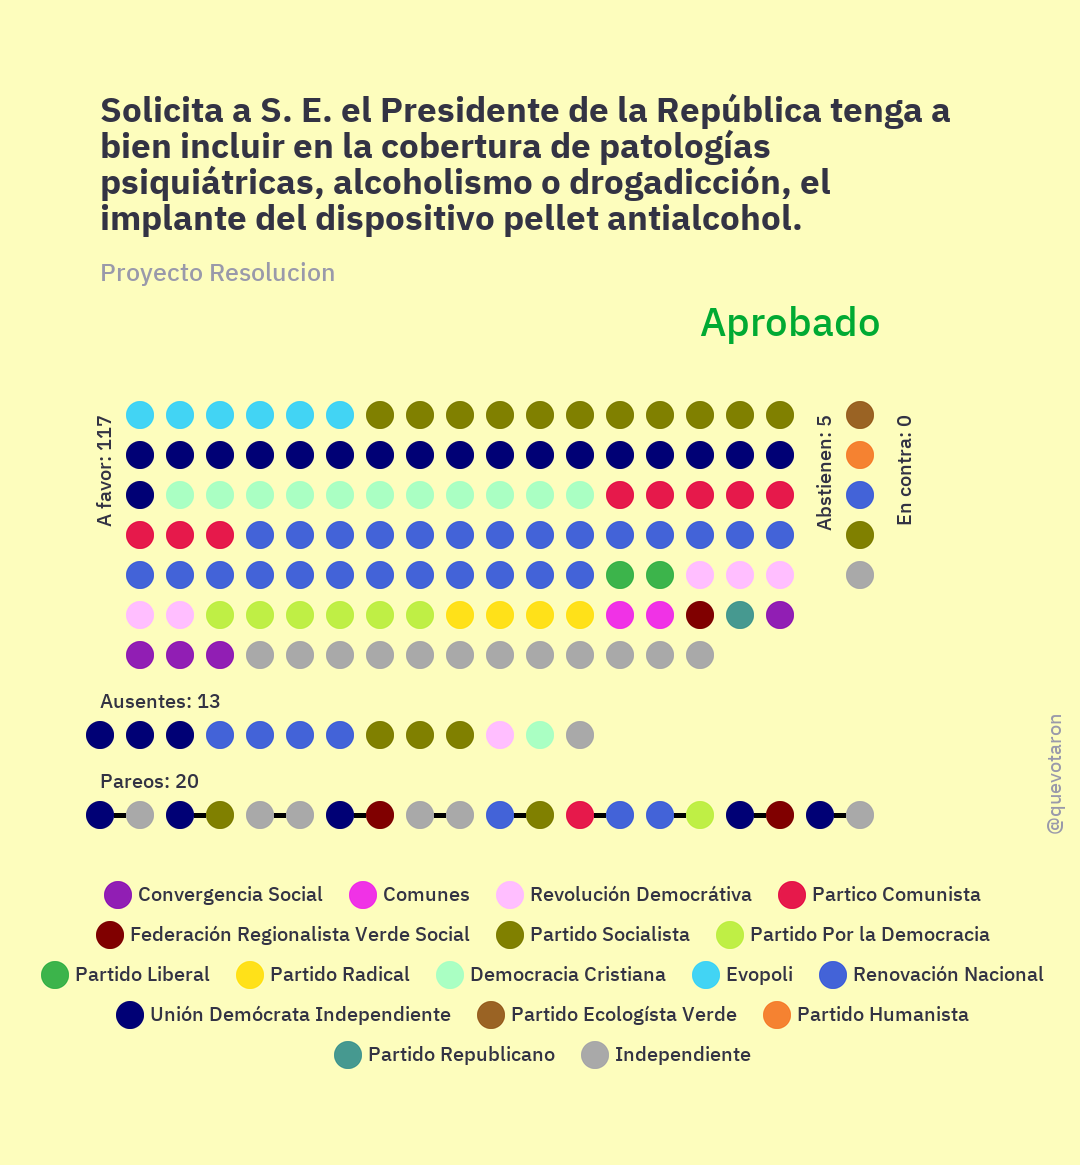 Solicita a S. E. el Presidente de la República tenga a
bien incluir en la cobertura de patologías
psiquiátricas, alcoholismo o drogadicción, el
implante del dispositivo pellet antialcohol.
Proyecto Resolucion
Aprobado
A favor: 117
Abstienen: 5
En contra: 0
Ausentes: 13
Pareos: 20
@quevotaron
Convergencia Social Comunes Revolución Democrátiva Partico Comunista
Federación Regionalista Verde Social Partido Socialista Partido Por la Democracia
Partido Liberal Partido Radical Democracia Cristiana Evopoli Renovación Nacional
Unión Demócrata Independiente Partido Ecologísta Verde Partido Humanista
Partido Republicano Independiente